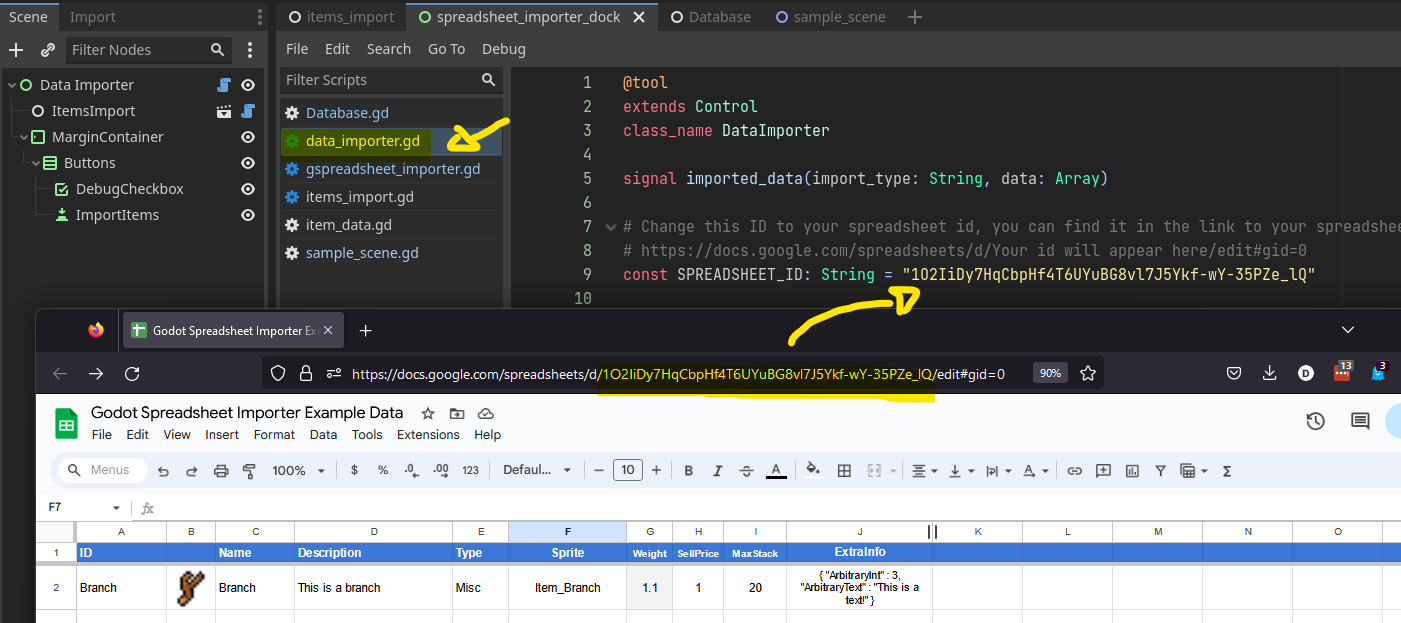 Scene Import
items_import spreadsheet_importer_dock Database sample_scene
Filter Nodes
File Edit Search Go To Debug
Data Importer
ItemsImport
MarginContainer
Buttons
DebugCheckbox
ImportItems
Filter Scripts
Database.gd
data_importer.gd
gspreadsheet_importer.gd
items_import.gd
item_data.gd
sample_scene.gd
1 @tool
2 extends Control
3 class_name DataImporter
4
5 signal imported_data(import_type: String, data: Array)
6
7 # Change this ID to your spreadsheet id, you can find it in the link to your spreadshee
8 # https://docs.google.com/spreadsheets/d/Your id will appear here/edit#gid=0
9 const SPREADSHEET_ID: String = "1O2IiDy7HqCbpHf4T6UYuBG8vl7J5Ykf-wY-35PZe_lQ"
10
Godot Spreadsheet Importer Ex
https://docs.google.com/spreadsheets/d/1O2IiDy7HqCbpHf4T6UYuBG8vl7J5Ykf-wY-35PZe_lQ/edit#gid=0 90% D 13 3
Godot Spreadsheet Importer Example Data
File Edit View Insert Format Data Tools Extensions Help
Menus 100% $ % .0 .00 123 Defaul... 10 B I A
F7 fx
A B C D E F G H I J K L M N O
1 ID Name Description Type Sprite Weight SellPrice MaxStack ExtraInfo
2 Branch Branch This is a branch Misc Item_Branch 1.1 1 20
{ "ArbitraryInt" : 3,
"ArbitraryText" : "This is a
text!" }